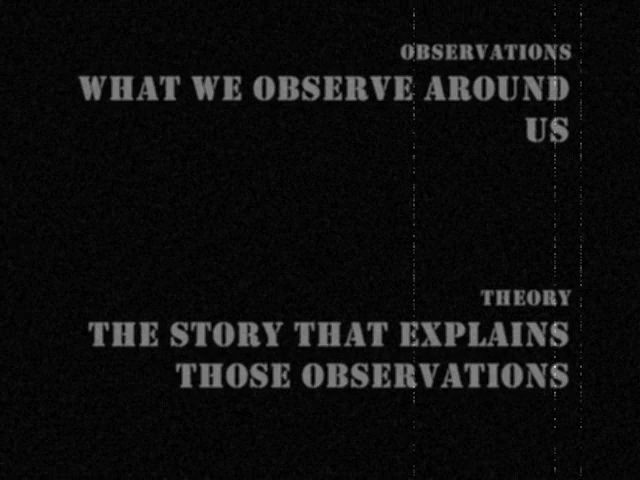 OBSERVATIONS
WHAT WE OBSERVE AROUND
US
THEORY
THE STORY THAT EXPLAINS
THOSE OBSERVATIONS